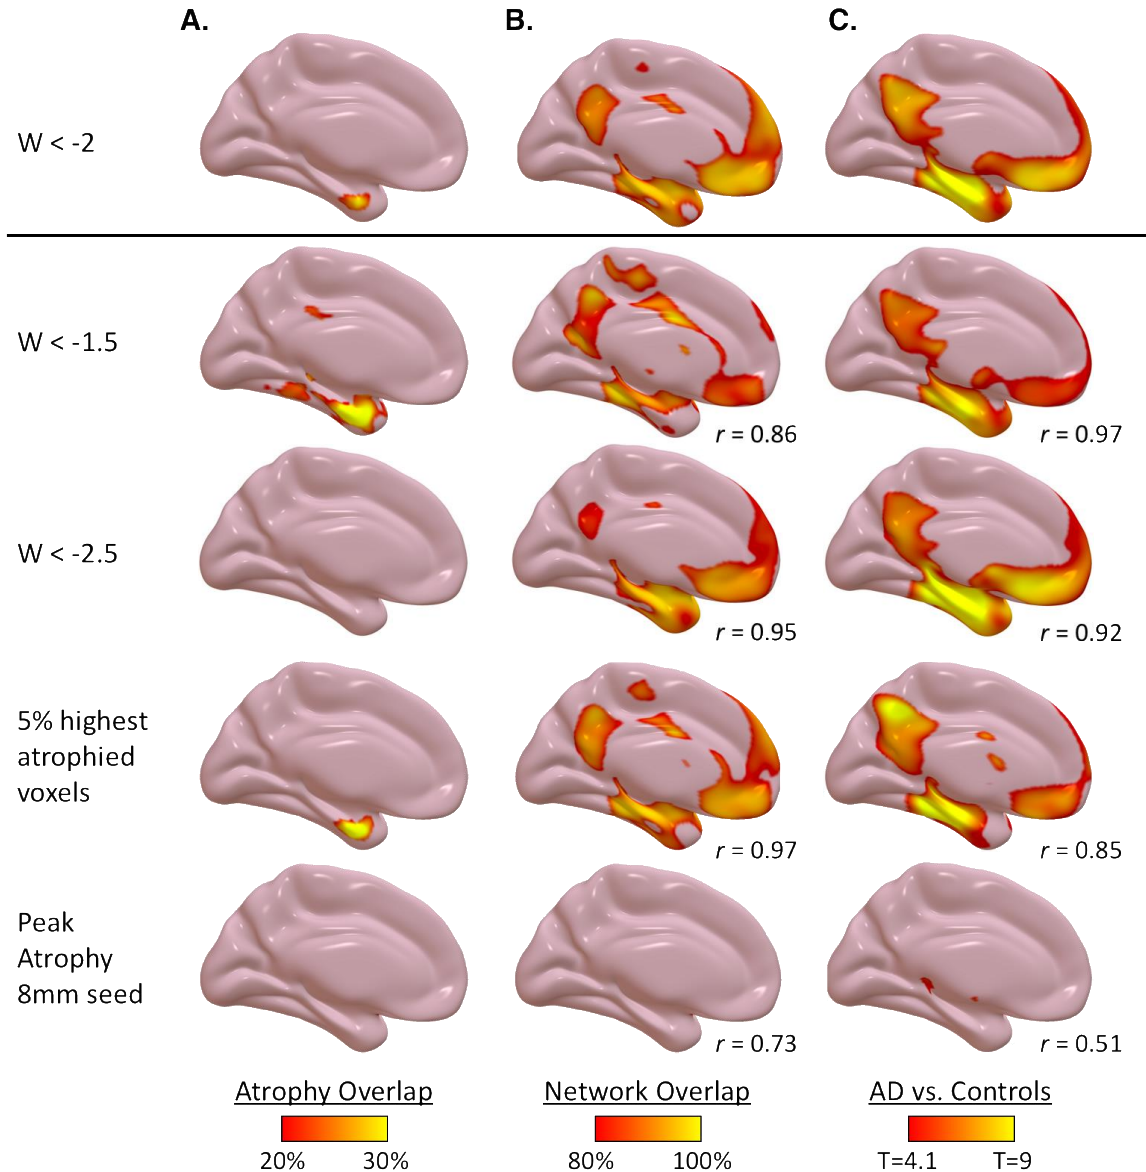 A. B. C.
W < -2
W < -1.5
r = 0.86 r = 0.97
W < -2.5
r = 0.95 r = 0.92
5% highest
atrophied
voxels
r = 0.97 r = 0.85
Peak
Atrophy
8mm seed
r = 0.73 r = 0.51
Atrophy Overlap Network Overlap AD vs. Controls
20% 30% 80% 100% T=4.1 T=9